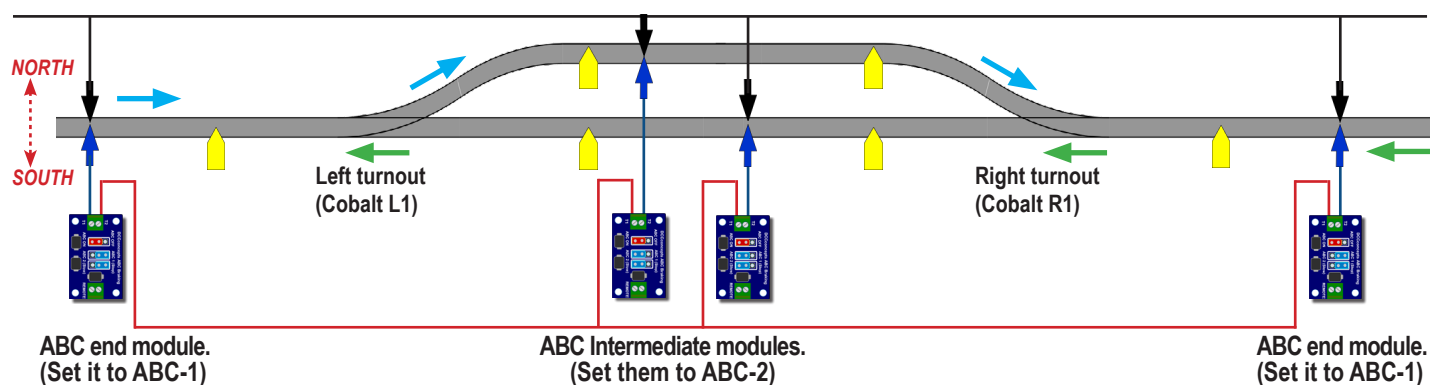 NORTH
SOUTH
Left turnout
(Cobalt L1)
Right turnout
(Cobalt R1)
ABC end module.
(Set it to ABC-1)
ABC Intermediate modules.
(Set them to ABC-2)
ABC end module.
(Set it to ABC-1)